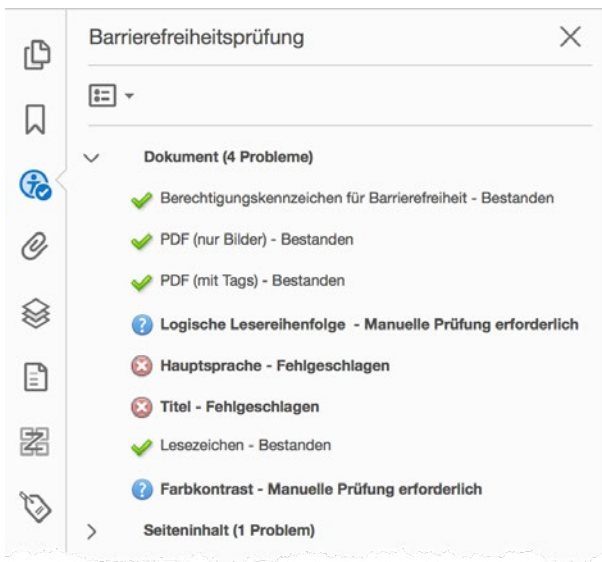 Barrierefreiheitsprüfung
Dokument (4 Probleme)
Berechtigungskennzeichen für Barrierefreiheit - Bestanden
PDF (nur Bilder) - Bestanden
PDF (mit Tags) - Bestanden
Logische Lesereihenfolge - Manuelle Prüfung erforderlich
Hauptsprache - Fehlgeschlagen
Titel - Fehlgeschlagen
Lesezeichen - Bestanden
Farbkontrast - Manuelle Prüfung erforderlich
Seiteninhalt (1 Problem)